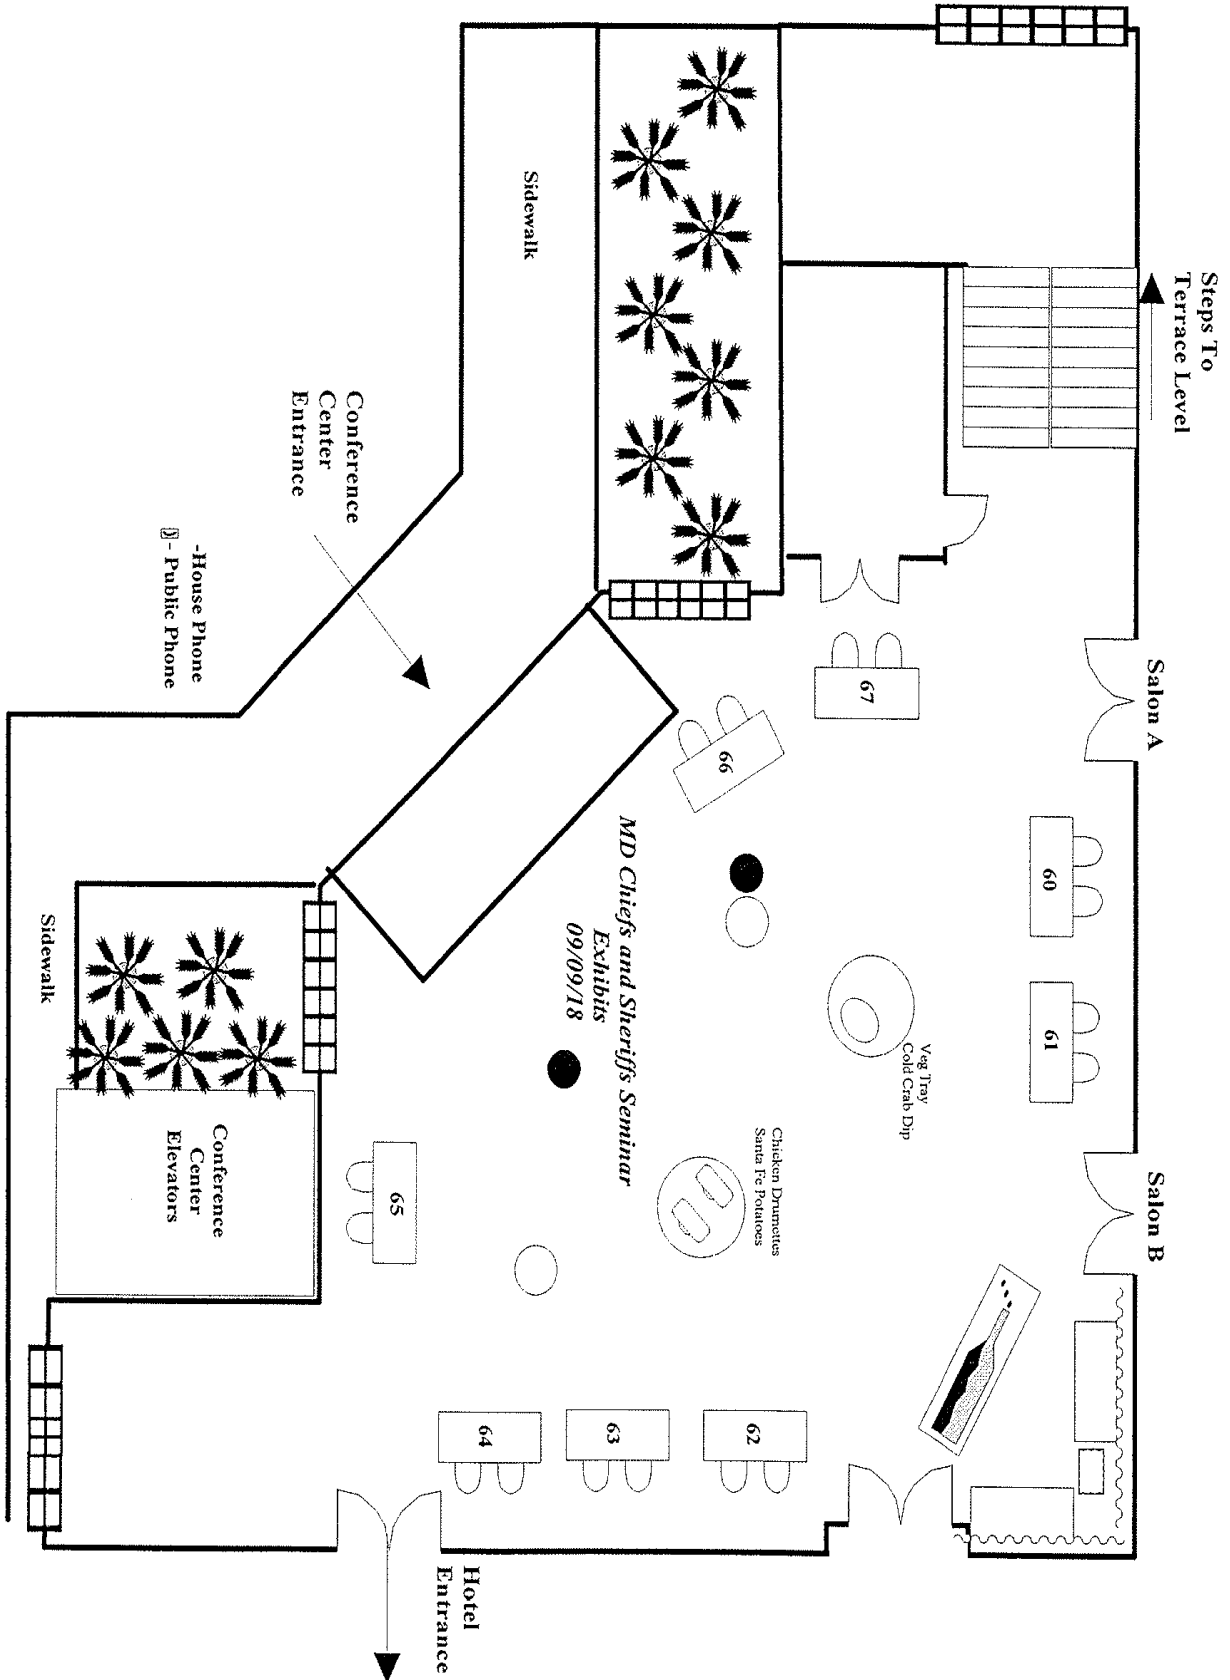 Steps To
Terrace Level
Salon A
Salon B
60
61
67
66
Veg Tray
Cold Crab Dip
Chicken Drumettes
Santa Fe Potatoes
MD Chiefs and Sheriffs Seminar
Exhibits
09/09/18
62
63
64
65
Sidewalk
Conference
Center
Entrance
-House Phone
- Public Phone
Sidewalk
Conference
Center
Elevators
Hotel
Entrance